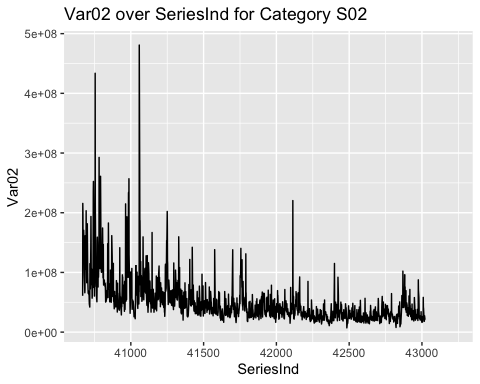 Var02 over SeriesInd for Category S02
5e+08
4e+08
3e+08
2e+08
1e+08
0e+00
Var02
41000 41500 42000 42500 43000
SeriesInd